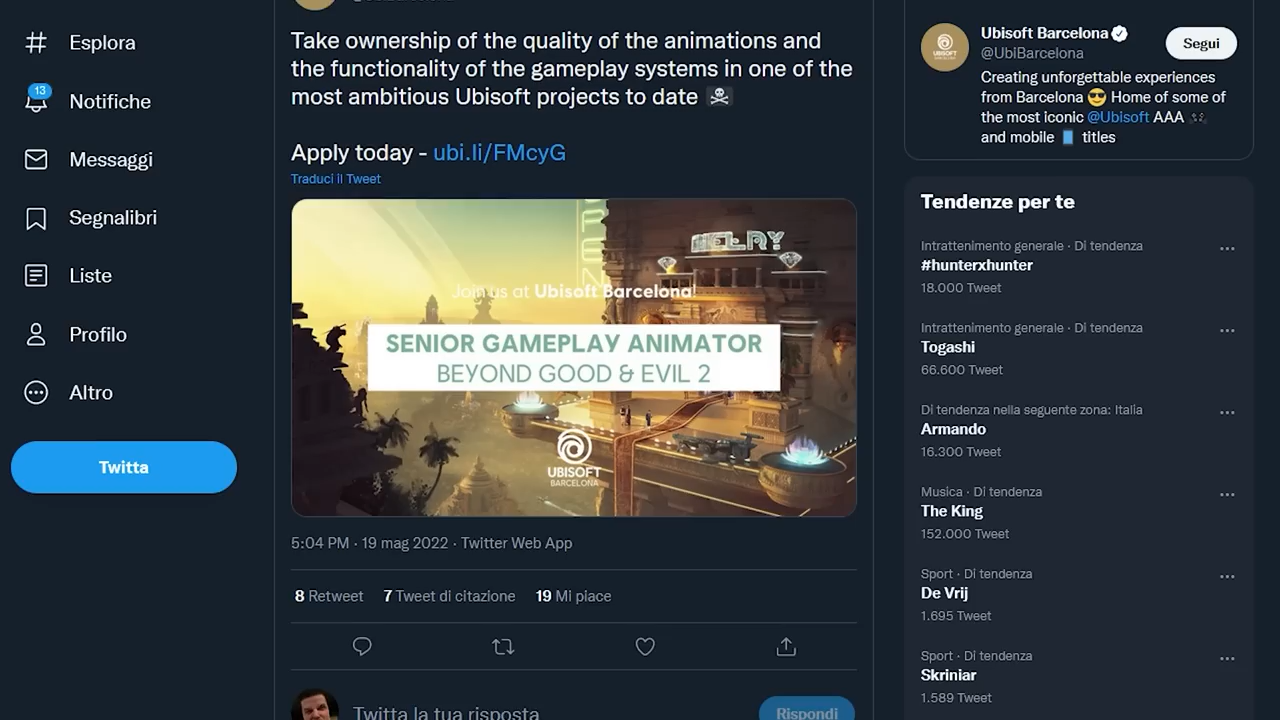 Esplora
13
Notifiche
Messaggi
Segnalibri
Liste
Profilo
Altro
Twitta
Take ownership of the quality of the animations and
the functionality of the gameplay systems in one of the
most ambitious Ubisoft projects to date ☠️
Apply today - ubi.li/FMcyG
Traduci il Tweet
Join us at Ubisoft Barcelona!
SENIOR GAMEPLAY ANIMATOR
BEYOND GOOD & EVIL 2
UBISOFT
BARCELONA
5:04 PM · 19 mag 2022 · Twitter Web App
8 Retweet 7 Tweet di citazione 19 Mi piace
Twitta la tua risposta
Rispondi
Ubisoft Barcelona
@UbiBarcelona
Segui
Creating unforgettable experiences
from Barcelona 😎 Home of some of
the most iconic @Ubisoft AAA 🎮
and mobile 📱 titles
Tendenze per te
Intrattenimento generale · Di tendenza
#hunterxhunter
18.000 Tweet
Intrattenimento generale · Di tendenza
Togashi
66.600 Tweet
Di tendenza nella seguente zona: Italia
Armando
16.300 Tweet
Musica · Di tendenza
The King
152.000 Tweet
Sport · Di tendenza
De Vrij
1.695 Tweet
Sport · Di tendenza
Skriniar
1.589 Tweet